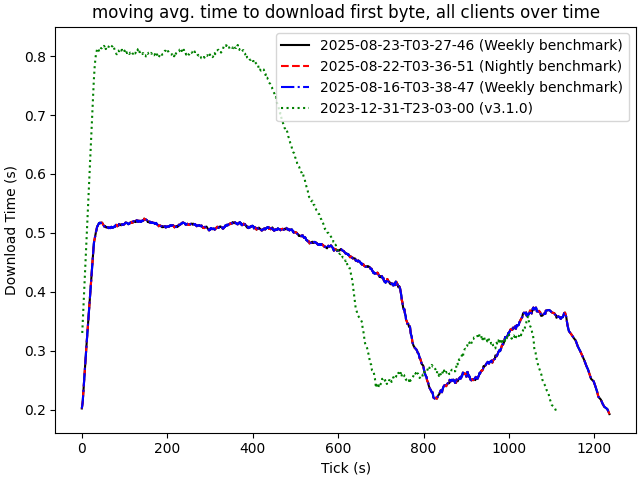 moving avg. time to download first byte, all clients over time
2025-08-23-T03-27-46 (Weekly benchmark)
2025-08-22-T03-36-51 (Nightly benchmark)
2025-08-16-T03-38-47 (Weekly benchmark)
2023-12-31-T23-03-00 (v3.1.0)
Download Time (s)
0.8
0.7
0.6
0.5
0.4
0.3
0.2
0 200 400 600 800 1000 1200
Tick (s)